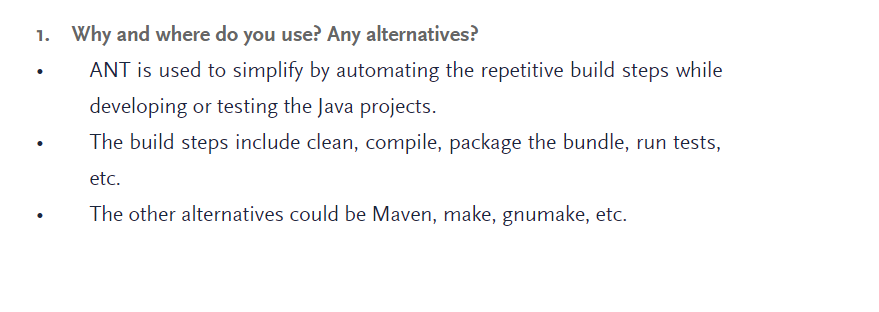 1. Why and where do you use? Any alternatives?
• ANT is used to simplify by automating the repetitive build steps while
developing or testing the Java projects.
• The build steps include clean, compile, package the bundle, run tests,
etc.
• The other alternatives could be Maven, make, gnumake, etc.